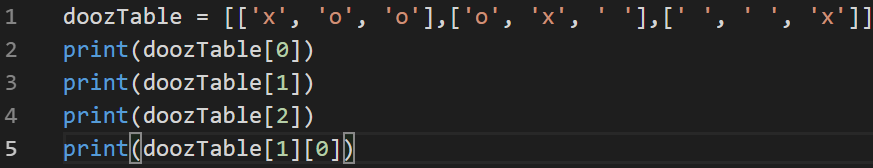 1 doozTable = [['x', 'o', 'o'],['o', 'x', ' '],[' ', ' ', 'x']]
2 print(doozTable[0])
3 print(doozTable[1])
4 print(doozTable[2])
5 print(doozTable[1][0])